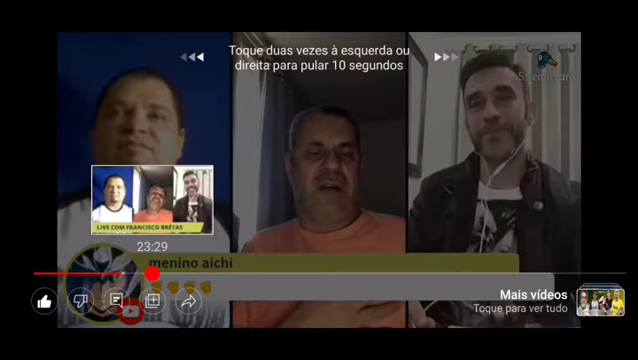 Toque duas vezes à esquerda ou
direita para pular 10 segundos
StreamYard
LIVE COM FRANCISCO BRÊTAS
23:29
menino aichi
Mais vídeos
Toque para ver tudo